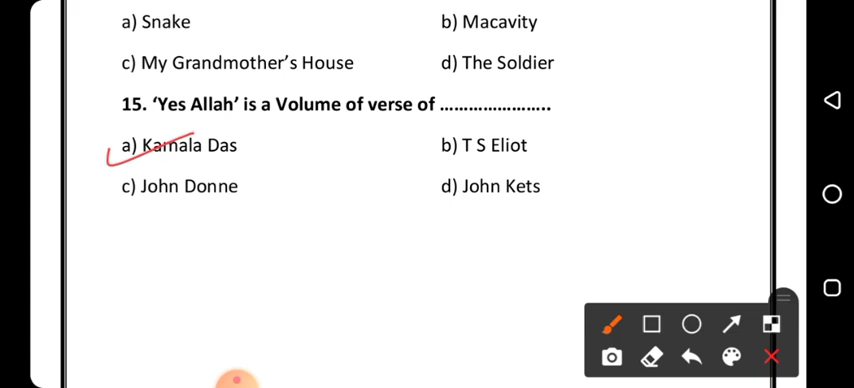 a) Snake b) Macavity
c) My Grandmother's House d) The Soldier
15. 'Yes Allah' is a Volume of verse of ......................
a) Kamala Das b) T S Eliot
c) John Donne d) John Kets